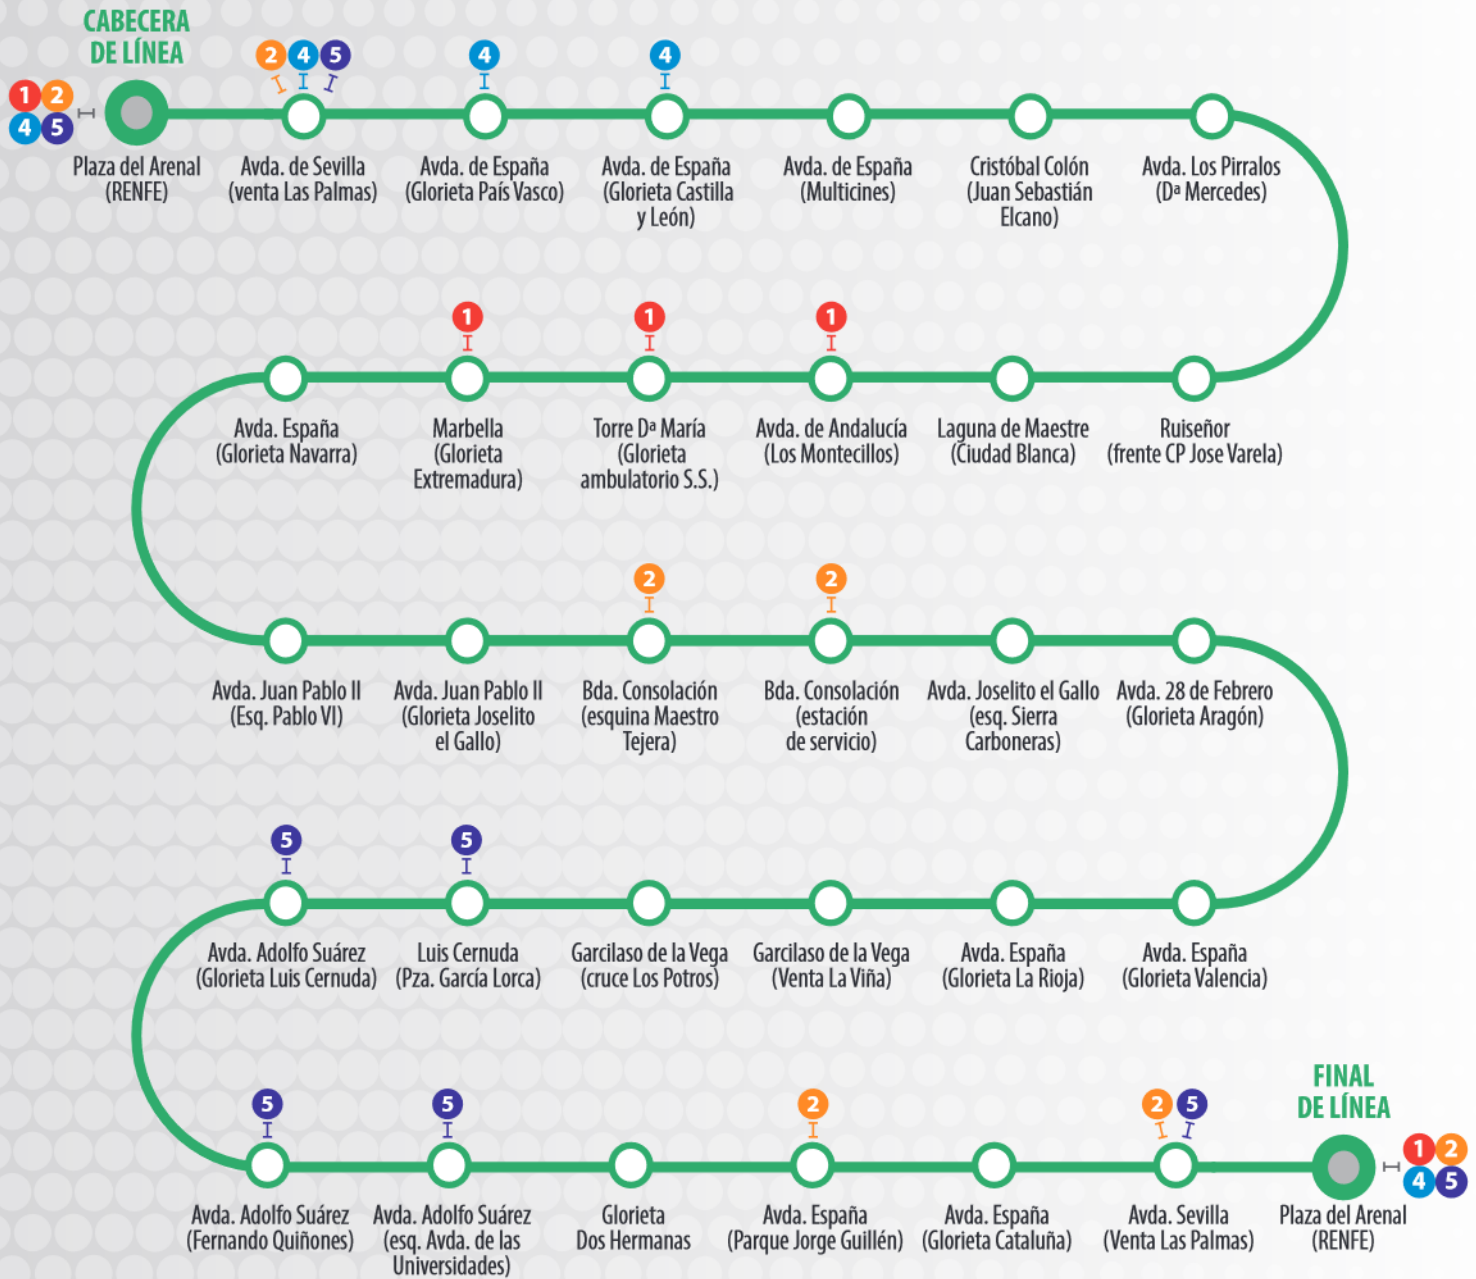 CABECERA
DE LÍNEA
2 4 5
4
4
1 2
4 5
Plaza del Arenal
(RENFE)
Avda. de Sevilla
(venta Las Palmas)
Avda. de España
(Glorieta País Vasco)
Avda. de España
(Glorieta Castilla
y León)
Avda. de España
(Multicines)
Cristóbal Colón
(Juan Sebastián
Elcano)
Avda. Los Pirralos
(Dª Mercedes)
1
1
1
Avda. España
(Glorieta Navarra)
Marbella
(Glorieta
Extremadura)
Torre Dª María
(Glorieta
ambulatorio S.S.)
Avda. de Andalucía
(Los Montecillos)
Laguna de Maestre
(Ciudad Blanca)
Ruiseñor
(frente CP Jose Varela)
2
2
Avda. Juan Pablo II
(Esq. Pablo VI)
Avda. Juan Pablo II
(Glorieta Joselito
el Gallo)
Bda. Consolación
(esquina Maestro
Tejera)
Bda. Consolación
(estación
de servicio)
Avda. Joselito el Gallo
(esq. Sierra
Carboneras)
Avda. 28 de Febrero
(Glorieta Aragón)
5
5
Avda. Adolfo Suárez
(Glorieta Luis Cernuda)
Luis Cernuda
(Pza. García Lorca)
Garcilaso de la Vega
(cruce Los Potros)
Garcilaso de la Vega
(Venta La Viña)
Avda. España
(Glorieta La Rioja)
Avda. España
(Glorieta Valencia)
5
5
2
2 5
FINAL
DE LÍNEA
1 2
4 5
Avda. Adolfo Suárez
(Fernando Quiñones)
Avda. Adolfo Suárez
(esq. Avda. de las
Universidades)
Glorieta
Dos Hermanas
Avda. España
(Parque Jorge Guillén)
Avda. España
(Glorieta Cataluña)
Avda. Sevilla
(Venta Las Palmas)
Plaza del Arenal
(RENFE)